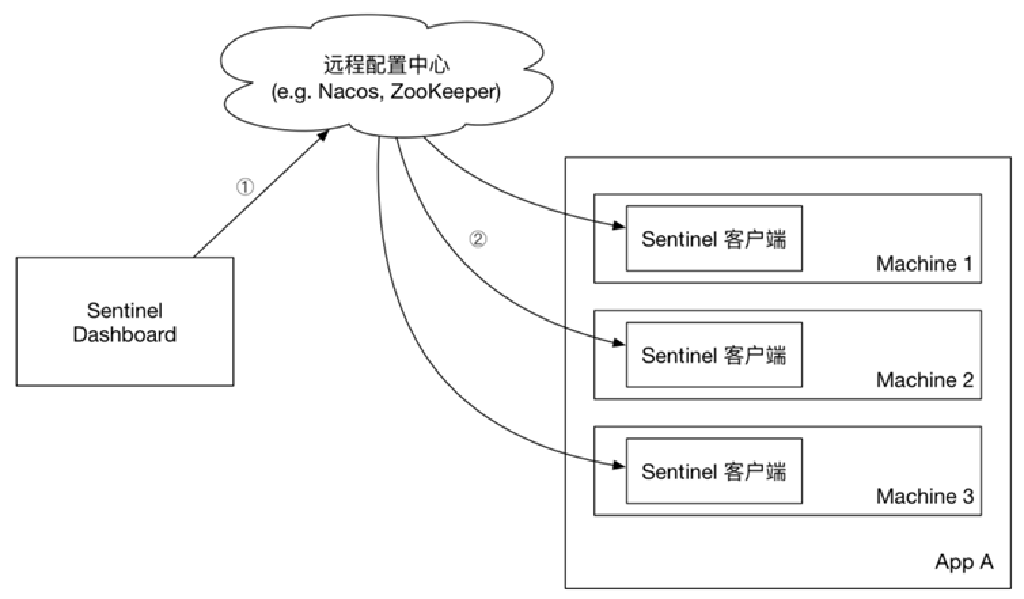 远程配置中心
(e.g. Nacos, ZooKeeper)
①
②
Sentinel
Dashboard
Sentinel 客户端
Machine 1
Sentinel 客户端
Machine 2
Sentinel 客户端
Machine 3
App A